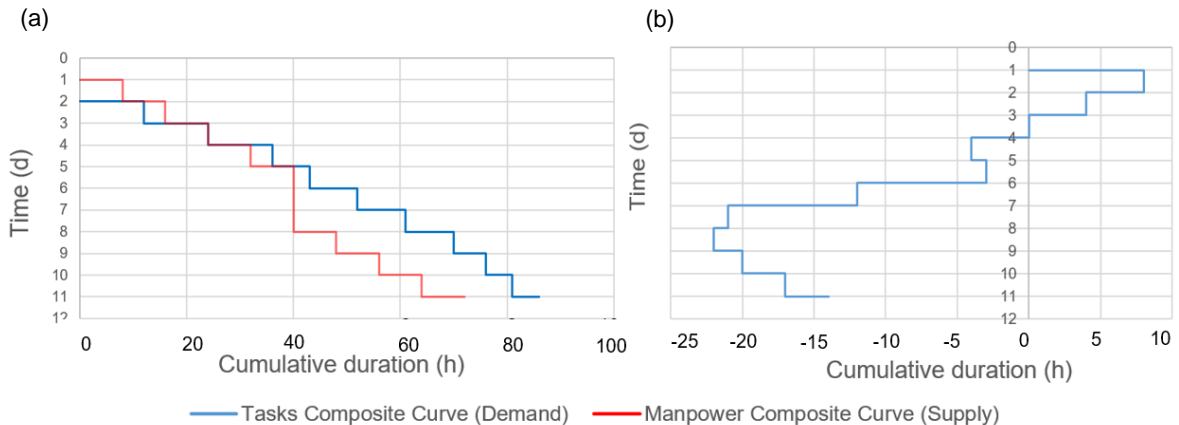 (a)
0
1
2
3
4
5
6
7
8
9
10
11
12
Time (d)
0 20 40 60 80 100
Cumulative duration (h)
(b)
0
1
2
3
4
5
6
7
8
9
10
11
12
Time (d)
-25 -20 -15 -10 -5 0 5 10
Cumulative duration (h)
Tasks Composite Curve (Demand) Manpower Composite Curve (Supply)